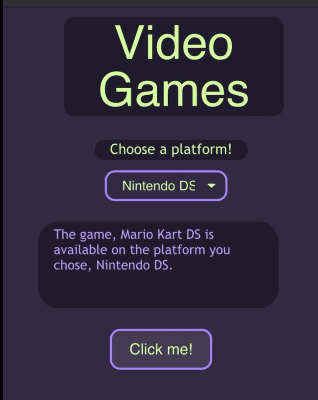 Video
Games
Choose a platform!
Nintendo DS
The game, Mario Kart DS is
available on the platform you
chose, Nintendo DS.
Click me!